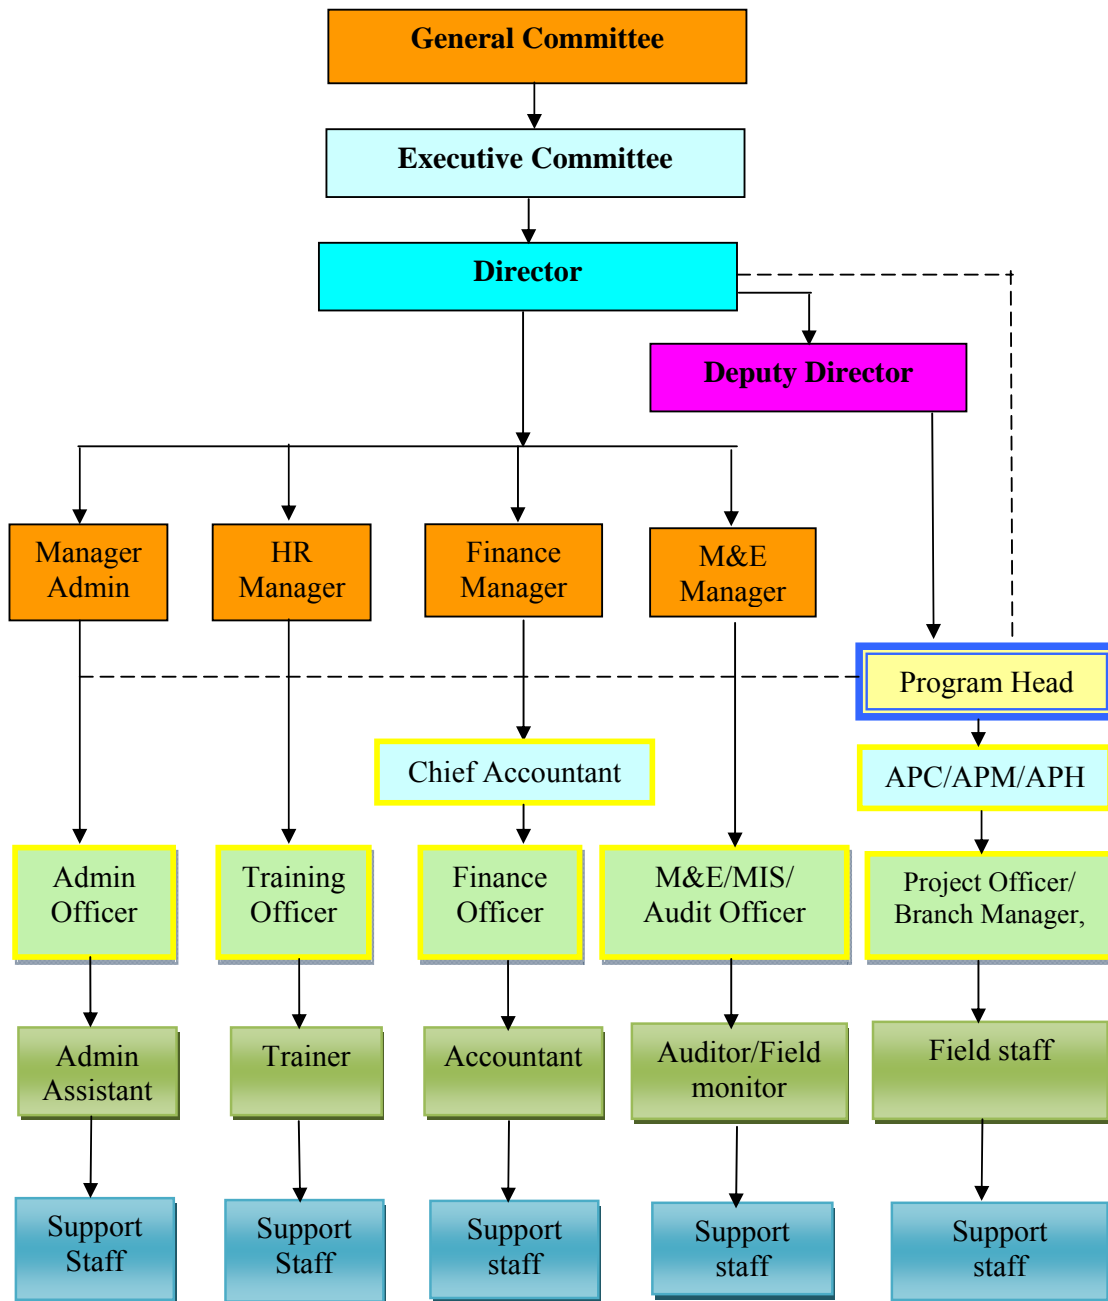 General Committee
Executive Committee
Director
Deputy Director
Manager
Admin
HR
Manager
Finance
Manager
M&E
Manager
Program Head
Chief Accountant
APC/APM/APH
Admin
Officer
Training
Officer
Finance
Officer
M&E/MIS/
Audit Officer
Project Officer/
Branch Manager,
Admin
Assistant
Trainer
Accountant
Auditor/Field
monitor
Field staff
Support
Staff
Support
Staff
Support
staff
Support
staff
Support
staff